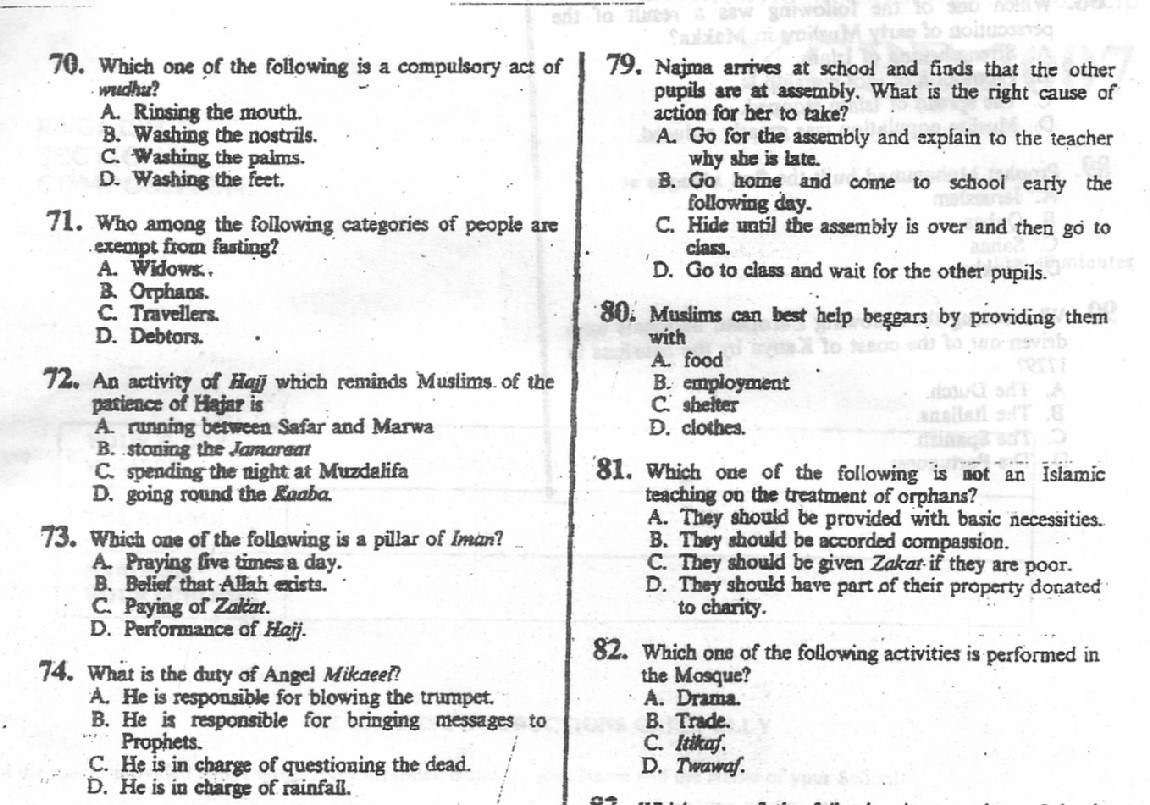 70. Which one of the following is a compulsory act of
wudhu?
A. Rinsing the mouth.
B. Washing the nostrils.
C. Washing the palms.
D. Washing the feet.
71. Who among the following categories of people are
exempt from fasting?
A. Widows.
B. Orphans.
C. Travellers.
D. Debtors.
72. An activity of Hajj which reminds Muslims of the
patience of Hajar is
A. running between Safar and Marwa
B. stoning the Jamaraat
C. spending the night at Muzdalifa
D. going round the Kaaba.
73. Which one of the following is a pillar of Iman?
A. Praying five times a day.
B. Belief that Allah exists.
C. Paying of Zakat.
D. Performance of Hajj.
74. What is the duty of Angel Mikaeel?
A. He is responsible for blowing the trumpet.
B. He is responsible for bringing messages to
Prophets.
C. He is in charge of questioning the dead.
D. He is in charge of rainfall.
79. Najma arrives at school and finds that the other
pupils are at assembly. What is the right cause of
action for her to take?
A. Go for the assembly and explain to the teacher
why she is late.
B. Go home and come to school early the
following day.
C. Hide until the assembly is over and then go to
class.
D. Go to class and wait for the other pupils.
80. Muslims can best help beggars by providing them
with
A. food
B. employment
C. shelter
D. clothes.
81. Which one of the following is not an Islamic
teaching on the treatment of orphans?
A. They should be provided with basic necessities.
B. They should be accorded compassion.
C. They should be given Zakat if they are poor.
D. They should have part of their property donated
to charity.
82. Which one of the following activities is performed in
the Mosque?
A. Drama.
B. Trade.
C. Itikaf.
D. Twawaf.